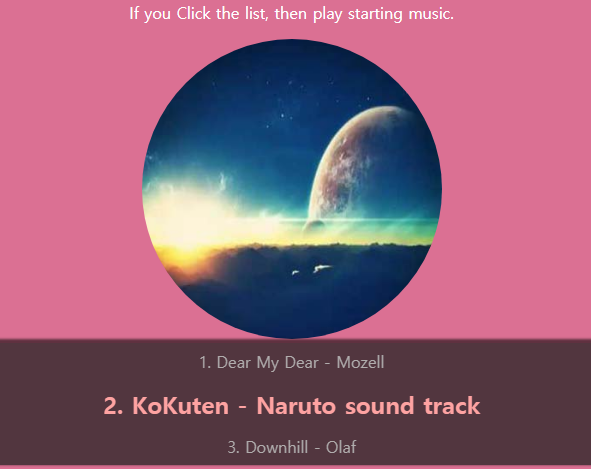 If you Click the list, then play starting music.
1. Dear My Dear - Mozell
2. KoKuten - Naruto sound track
3. Downhill - Olaf